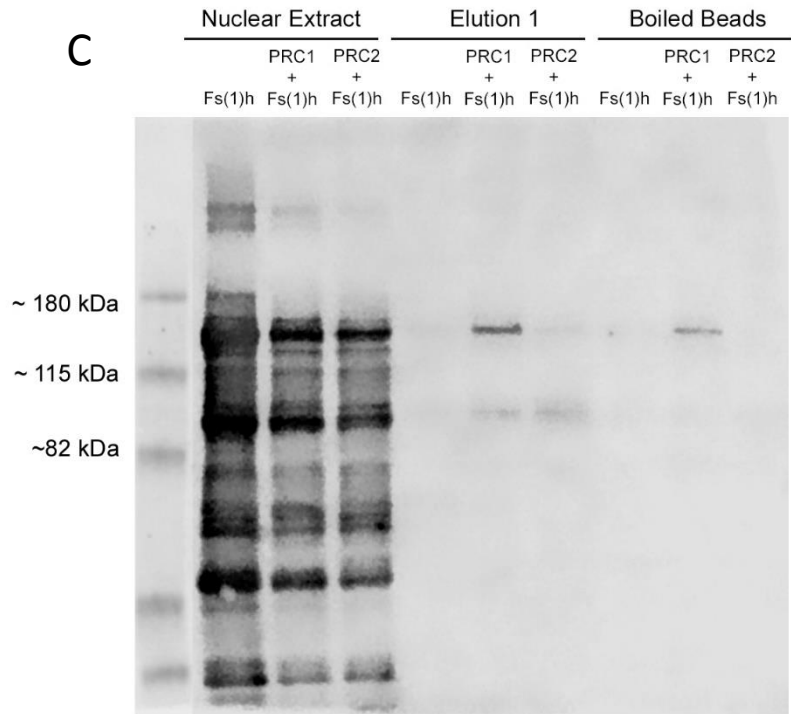 C
Nuclear Extract Elution 1 Boiled Beads
PRC1 PRC2 PRC1 PRC2 PRC1 PRC2
+ + + + + +
Fs(1)h Fs(1)h Fs(1)h Fs(1)h Fs(1)h Fs(1)h Fs(1)h Fs(1)h Fs(1)h
~ 180 kDa
~ 115 kDa
~82 kDa